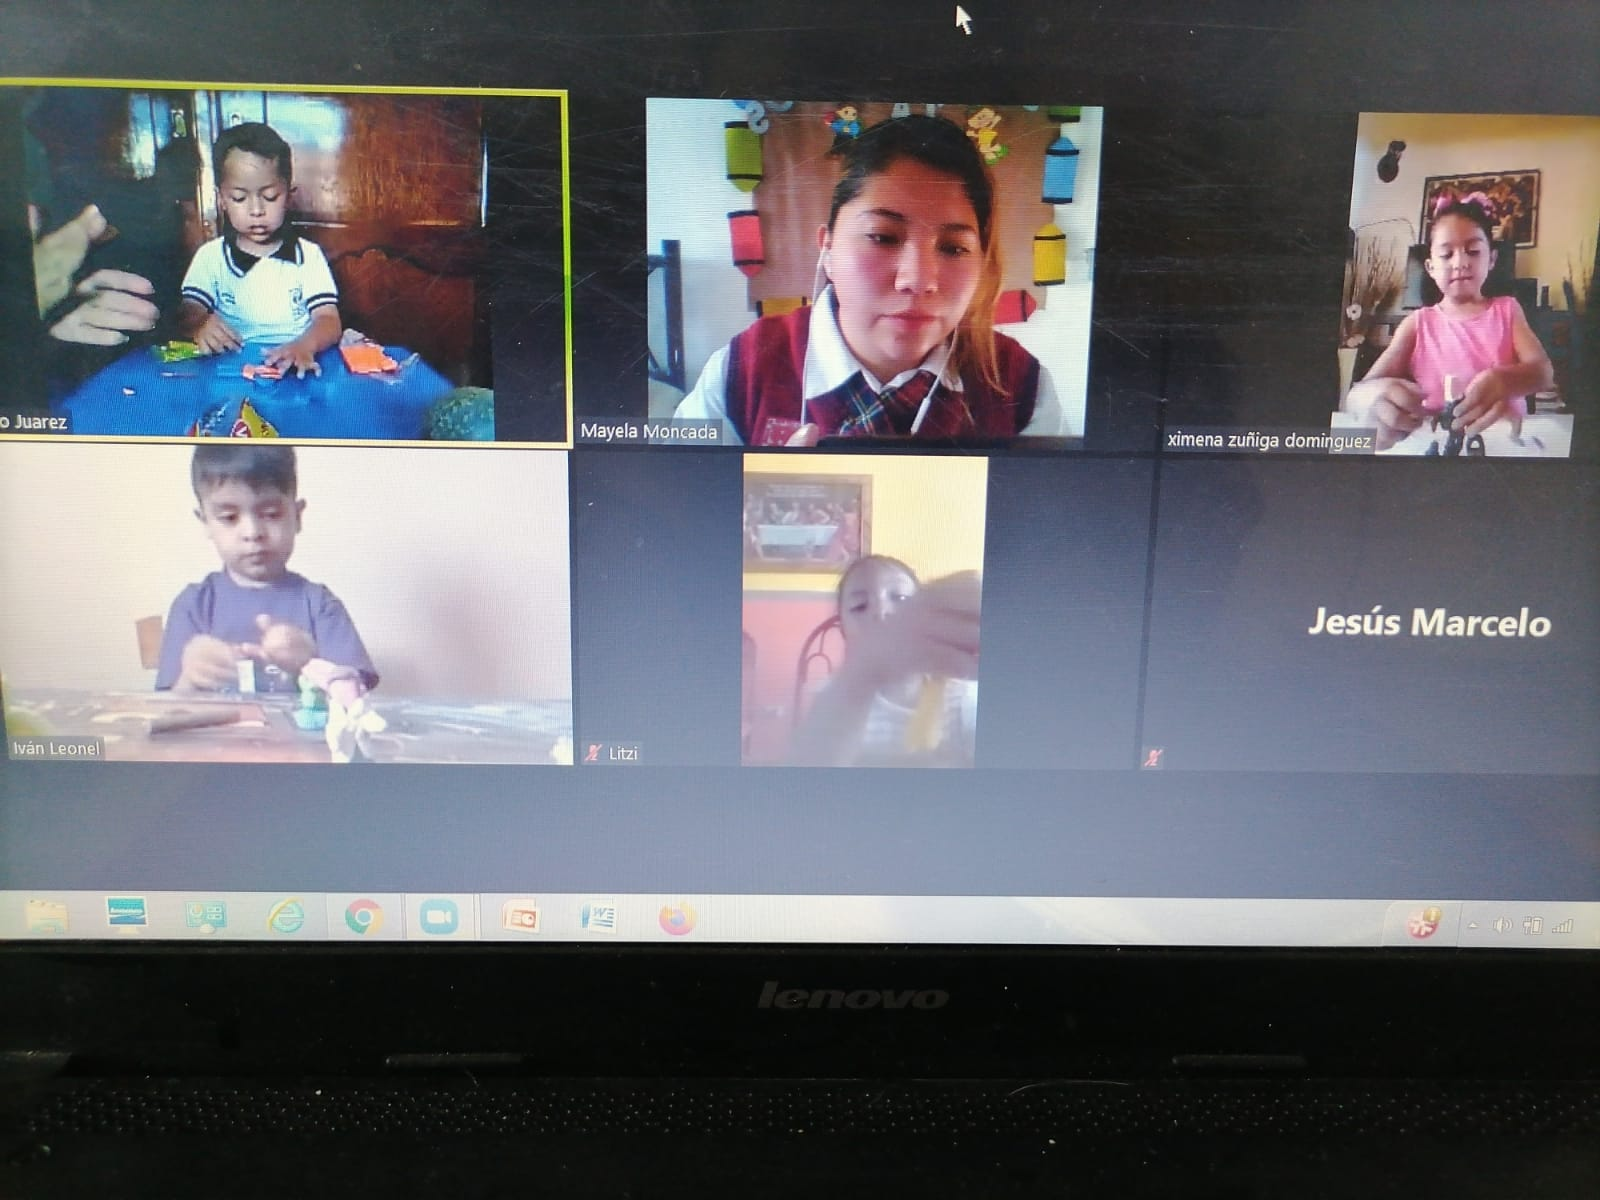 o Juarez
Mayela Moncada
ximena zuñiga dominguez
Iván Leonel
Litzi
Jesús Marcelo
lenovo